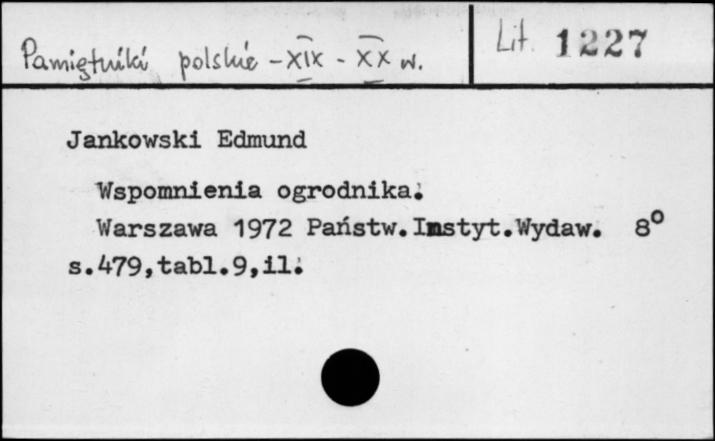 Pamiętniki polskie - XIX - XX w.
Lit. 1227
Jankowski Edmund
Wspomnienia ogrodnika.
Warszawa 1972 Państw.Instyt.Wydaw. 8°
s.479,tabl.9,il.